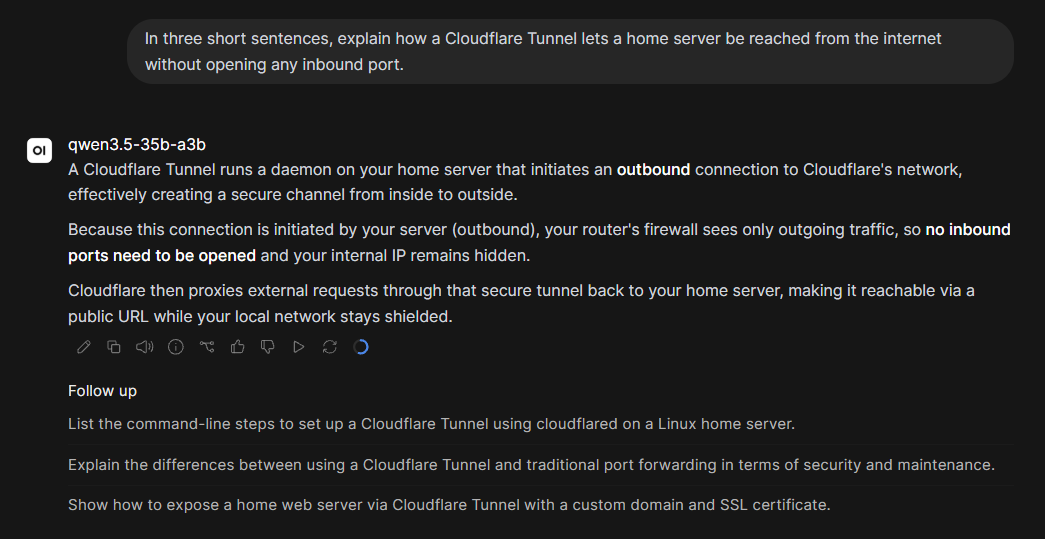 In three short sentences, explain how a Cloudflare Tunnel lets a home server be reached from the internet
without opening any inbound port.
OI
qwen3.5-35b-a3b
A Cloudflare Tunnel runs a daemon on your home server that initiates an outbound connection to Cloudflare's network,
effectively creating a secure channel from inside to outside.
Because this connection is initiated by your server (outbound), your router's firewall sees only outgoing traffic, so no inbound
ports need to be opened and your internal IP remains hidden.
Cloudflare then proxies external requests through that secure tunnel back to your home server, making it reachable via a
public URL while your local network stays shielded.
Follow up
List the command-line steps to set up a Cloudflare Tunnel using cloudflared on a Linux home server.
Explain the differences between using a Cloudflare Tunnel and traditional port forwarding in terms of security and maintenance.
Show how to expose a home web server via Cloudflare Tunnel with a custom domain and SSL certificate.